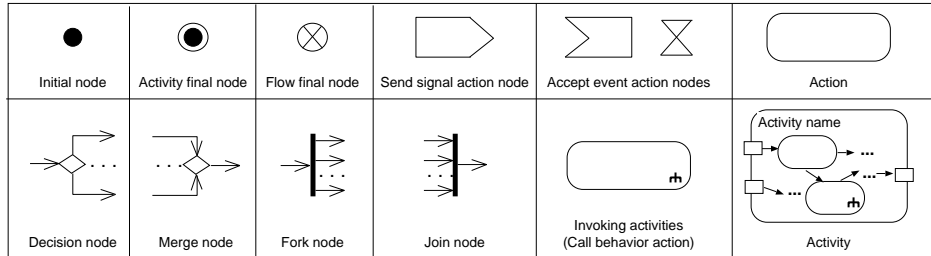 Initial node
Activity final node
Flow final node
Send signal action node
Accept event action nodes
Action
Activity name
Decision node
Merge node
Fork node
Join node
Invoking activities
(Call behavior action)
Activity